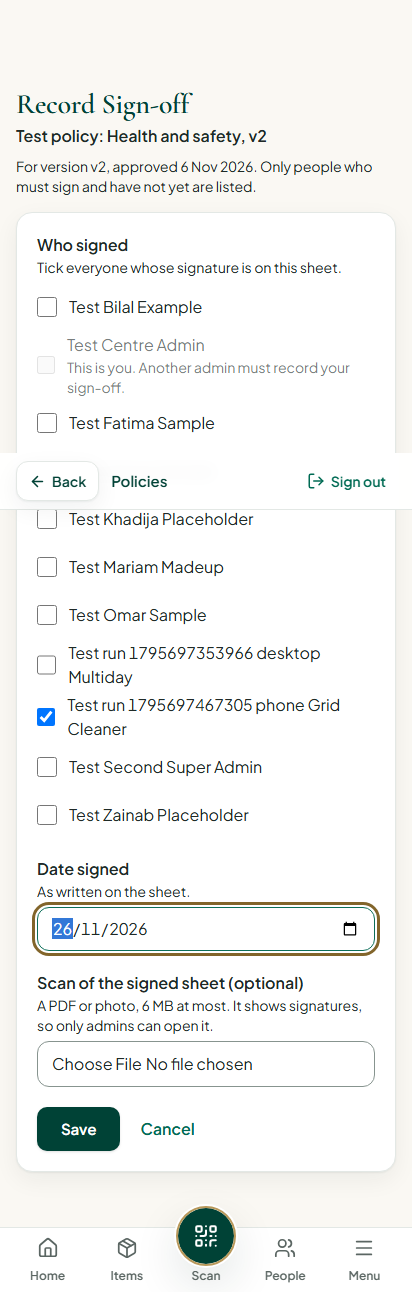 Record Sign-off
Test policy: Health and safety, v2
For version v2, approved 6 Nov 2026. Only people who
must sign and have not yet are listed.
Who signed
Tick everyone whose signature is on this sheet.
Test Bilal Example
Test Centre Admin
This is you. Another admin must record your
sign-off.
Test Fatima Sample
Back
Policies
Sign out
Test Khadija Placeholder
Test Mariam Madeup
Test Omar Sample
Test run 1795697353966 desktop
Multiday
Test run 1795697467305 phone Grid
Cleaner
Test Second Super Admin
Test Zainab Placeholder
Date signed
As written on the sheet.
26/11/2026
Scan of the signed sheet (optional)
A PDF or photo, 6 MB at most. It shows signatures,
so only admins can open it.
Choose File No file chosen
Save
Cancel
Home
Items
Scan
People
Menu